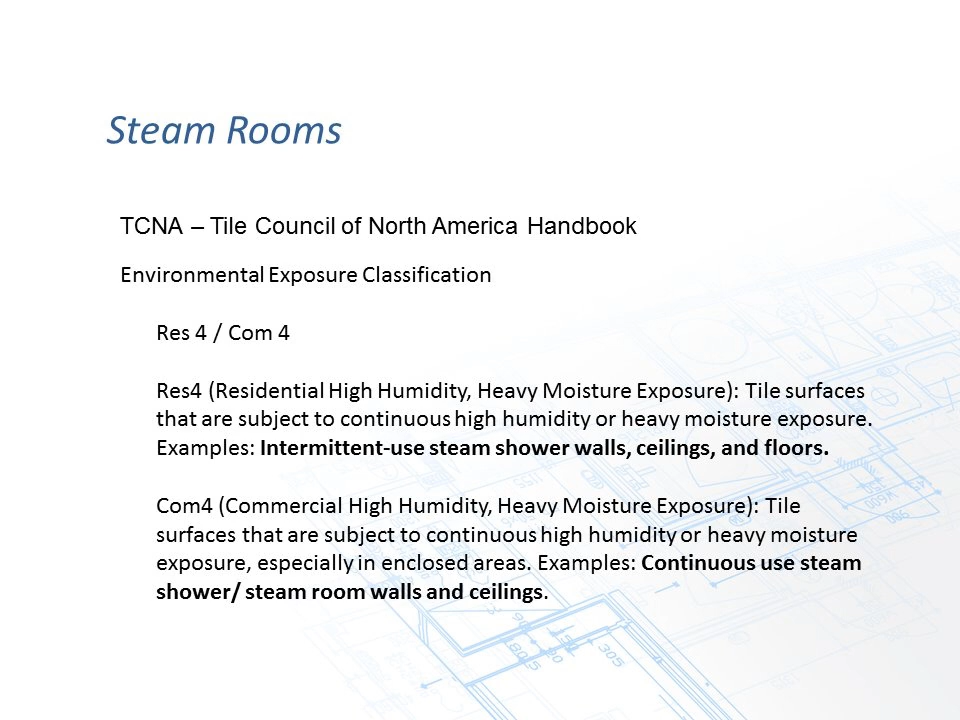 Steam Rooms
TCNA – Tile Council of North America Handbook
Environmental Exposure Classification
Res 4 / Com 4
Res4 (Residential High Humidity, Heavy Moisture Exposure): Tile surfaces
that are subject to continuous high humidity or heavy moisture exposure.
Examples: Intermittent-use steam shower walls, ceilings, and floors.
Com4 (Commercial High Humidity, Heavy Moisture Exposure): Tile
surfaces that are subject to continuous high humidity or heavy moisture
exposure, especially in enclosed areas. Examples: Continuous use steam
shower/ steam room walls and ceilings.
305